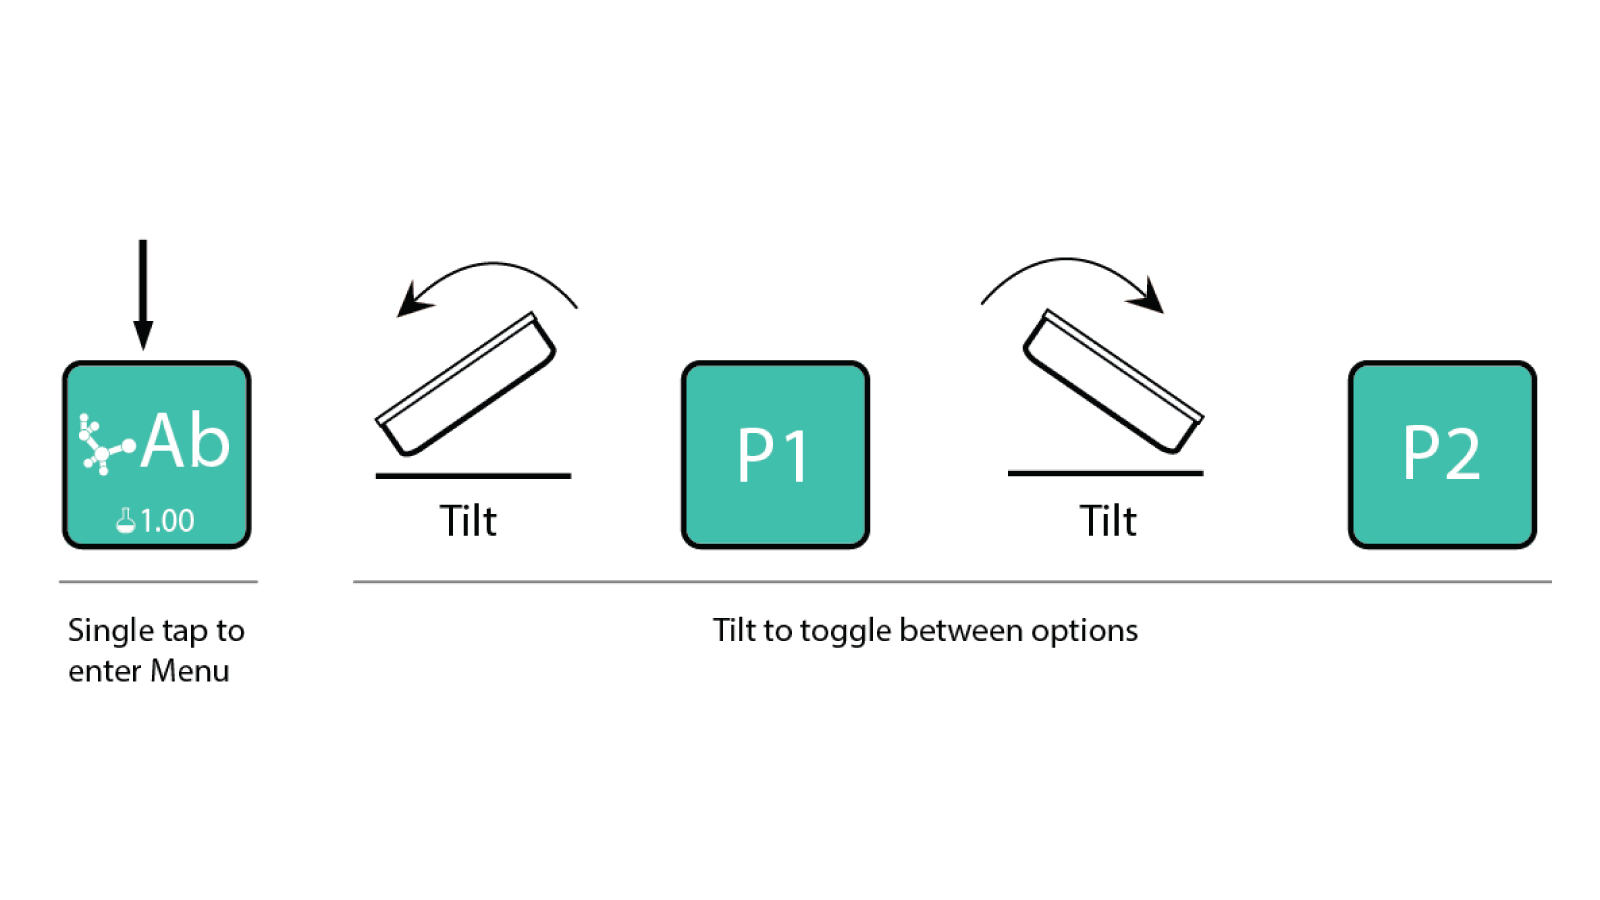 Ab
1.00
Tilt
P1
Tilt
P2
Single tap to
enter Menu
Tilt to toggle between options